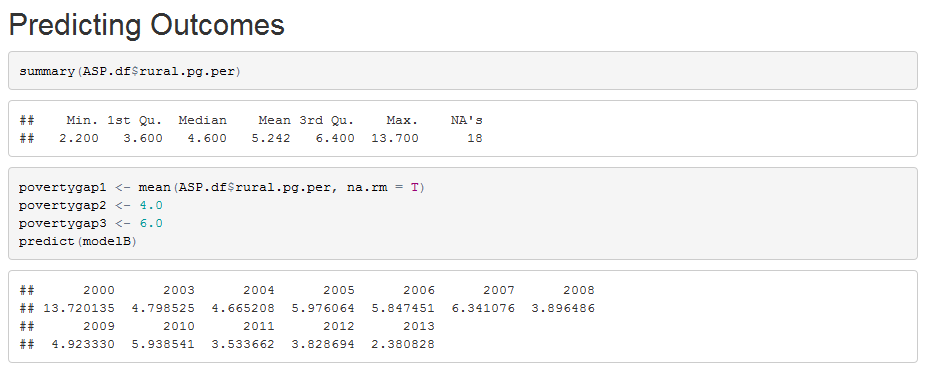 Predicting Outcomes
summary(ASP.df$rural.pg.per)
##    Min. 1st Qu.  Median    Mean 3rd Qu.    Max.    NA's
##   2.200   3.600   4.600   5.242   6.400  13.700      18
povertygap1 <- mean(ASP.df$rural.pg.per, na.rm = T)
povertygap2 <- 4.0
povertygap3 <- 6.0
predict(modelB)
##      2000      2003      2004      2005      2006      2007      2008
## 13.720135  4.798525  4.665208  5.976064  5.847451  6.341076  3.896486
##      2009      2010      2011      2012      2013
##  4.923330  5.938541  3.533662  3.828694  2.380828